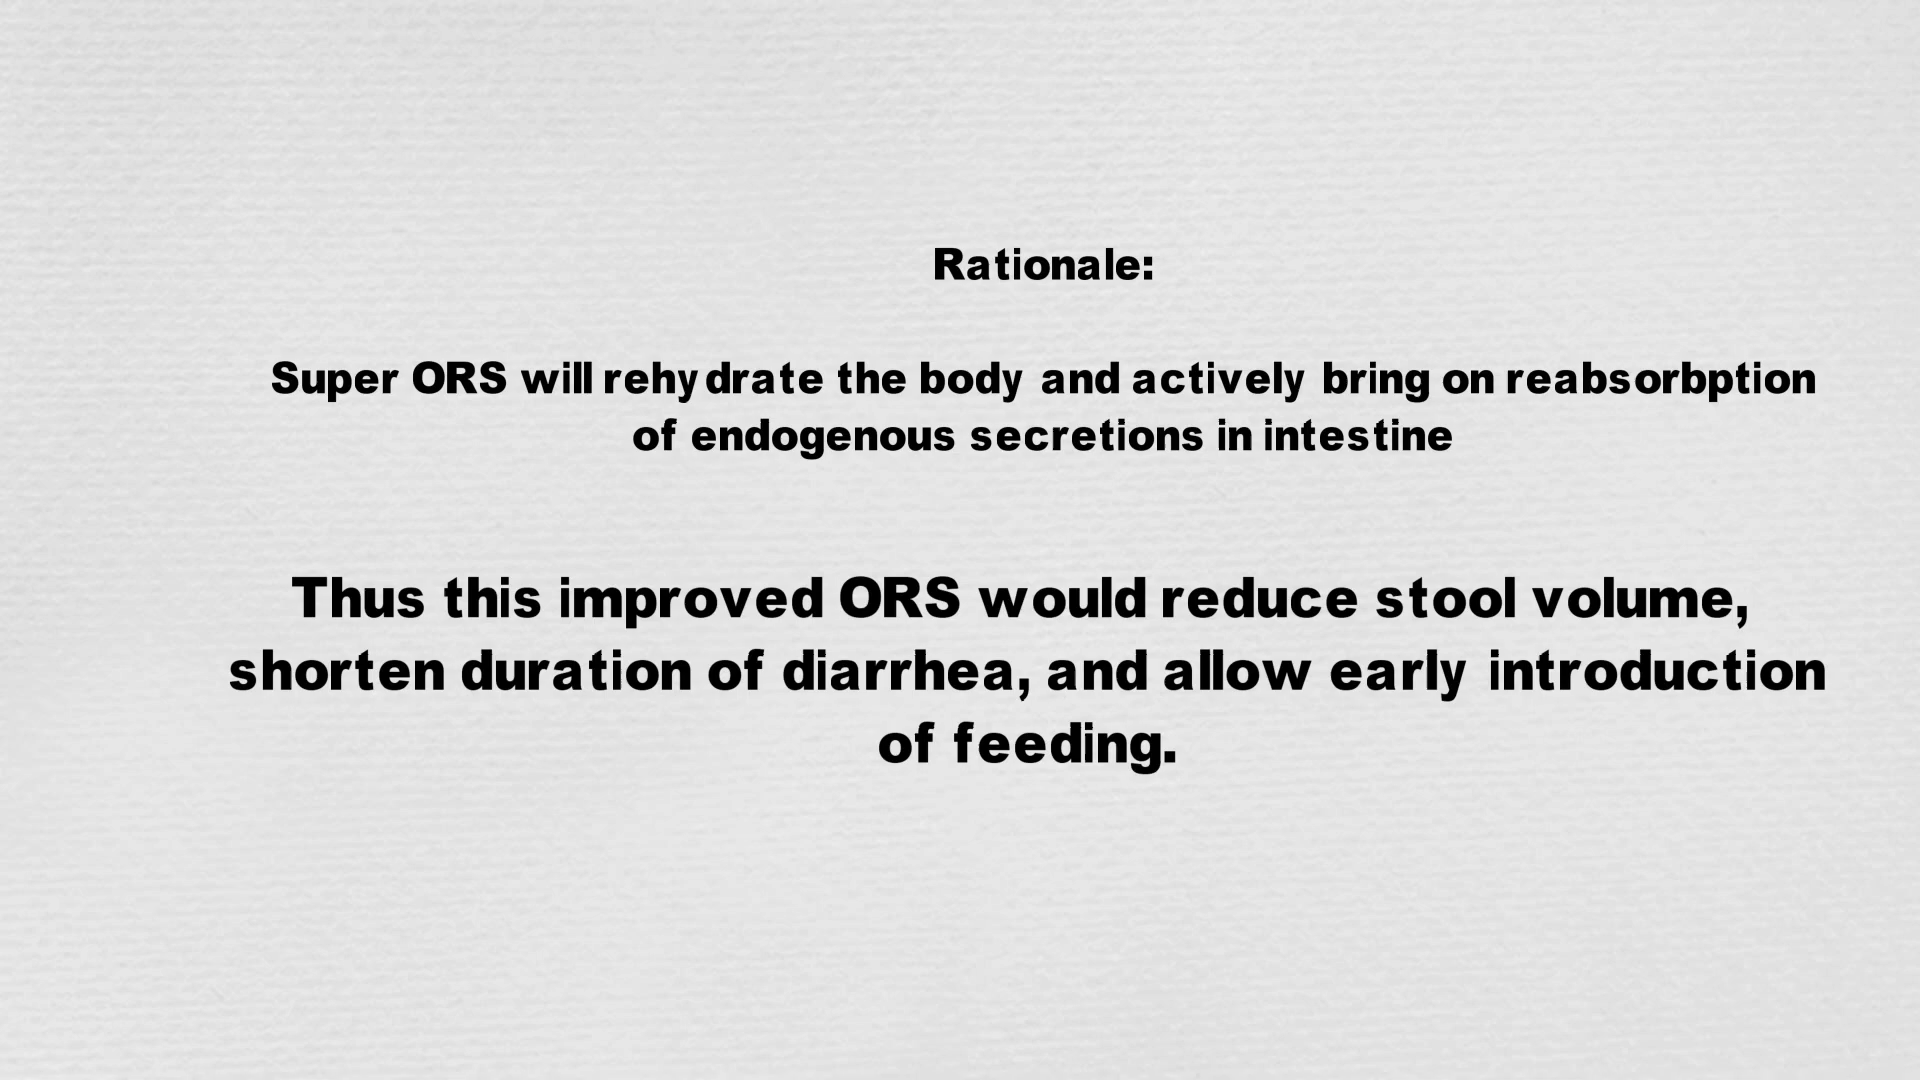 Rationale:
Super ORS will rehydrate the body and actively bring on reabsorbption
of endogenous secretions in intestine
Thus this improved ORS would reduce stool volume,
shorten duration of diarrhea, and allow early introduction
of feeding.